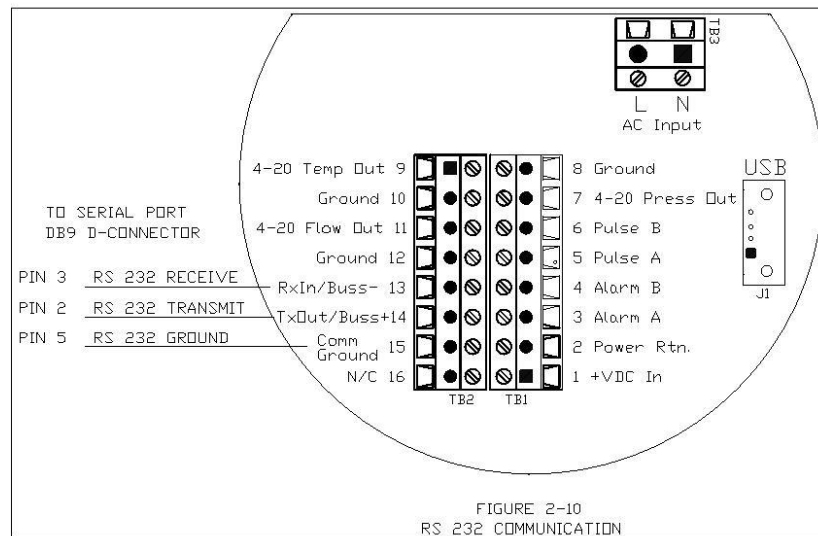 TB3
L N
AC Input
4-20 Temp Out 9
Ground 10
4-20 Flow Out 11
Ground 12
RxIn/Buss- 13
TxOut/Buss+14
Comm
Ground 15
N/C 16
TB2
TB1
8 Ground
7 4-20 Press Out
6 Pulse B
5 Pulse A
4 Alarm B
3 Alarm A
2 Power Rtn.
1 +VDC In
USB
J1
TO SERIAL PORT
DB9 D-CONNECTOR
PIN 3 RS 232 RECEIVE
PIN 2 RS 232 TRANSMIT
PIN 5 RS 232 GROUND
FIGURE 2-10
RS 232 COMMUNICATION